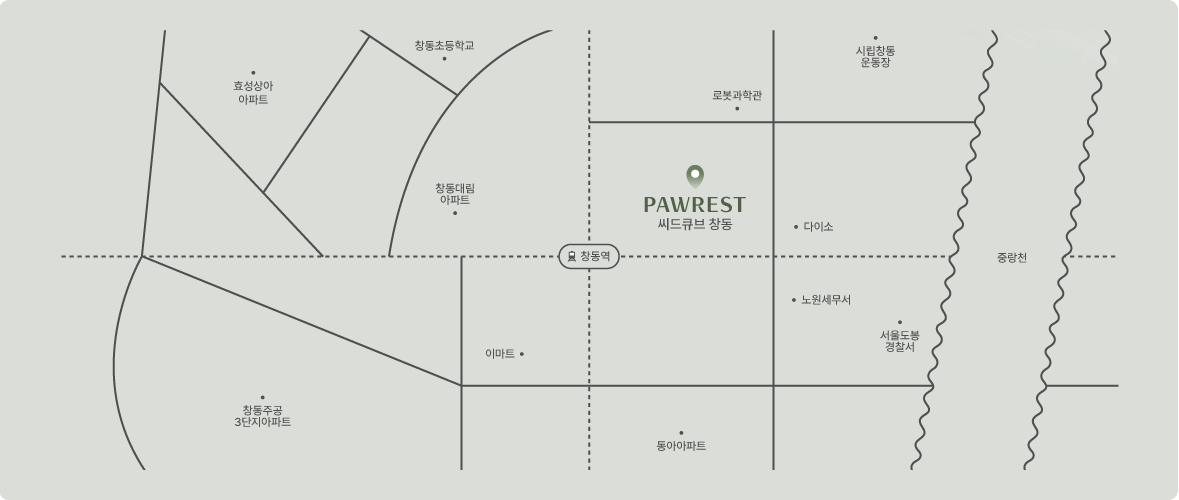 창동초등학교
시립창동
운동장
효성상아
아파트
로봇과학관
창동대림
아파트
PAWREST
씨드큐브 창동
다이소
창동역
중랑천
노원세무서
서울도봉
경찰서
이마트
창동주공
3단지아파트
동아아파트